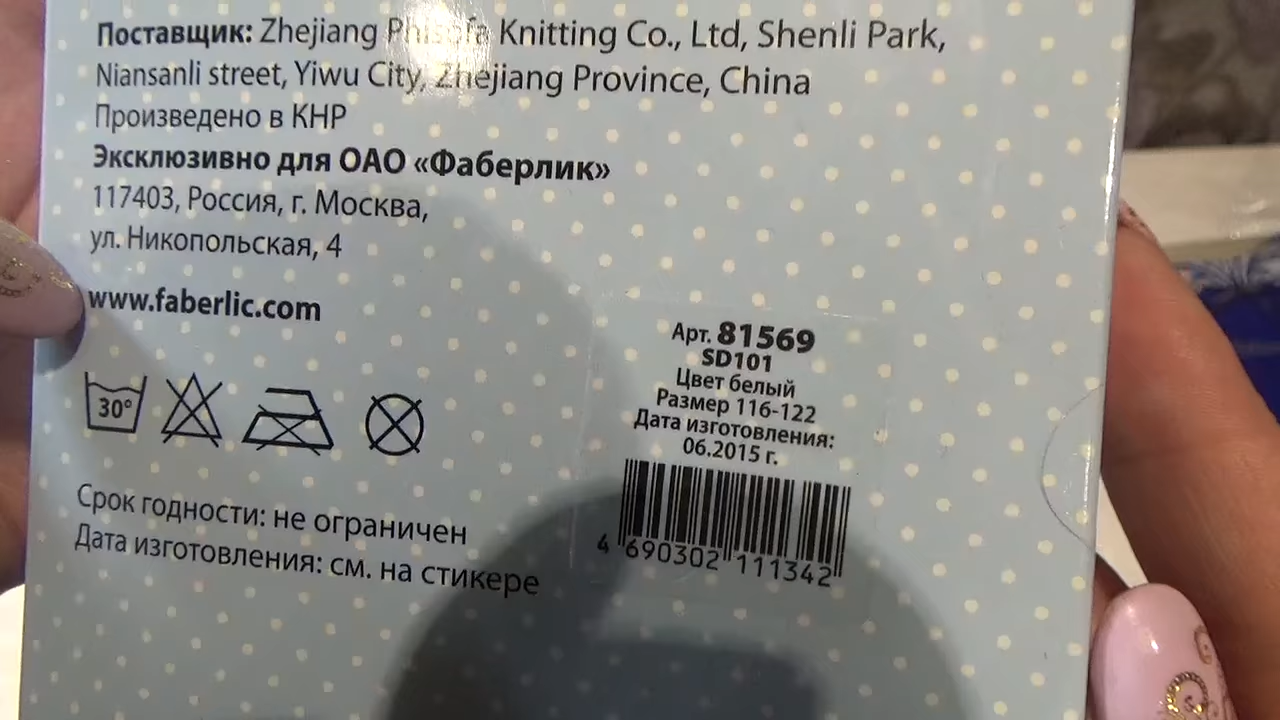 Поставщик: Zhejiang Phisofa Knitting Co., Ltd, Shenli Park,
Niansanli street, Yiwu City, Zhejiang Province, China
Произведено в КНР
Эксклюзивно для ОАО «Фаберлик»
117403, Россия, г. Москва,
ул. Никопольская, 4
www.faberlic.com
30°
Срок годности: не ограничен
Дата изготовления: см. на стикере
Арт. 81569
SD101
Цвет белый
Размер 116-122
Дата изготовления:
06.2015 г.
4 690302 111342